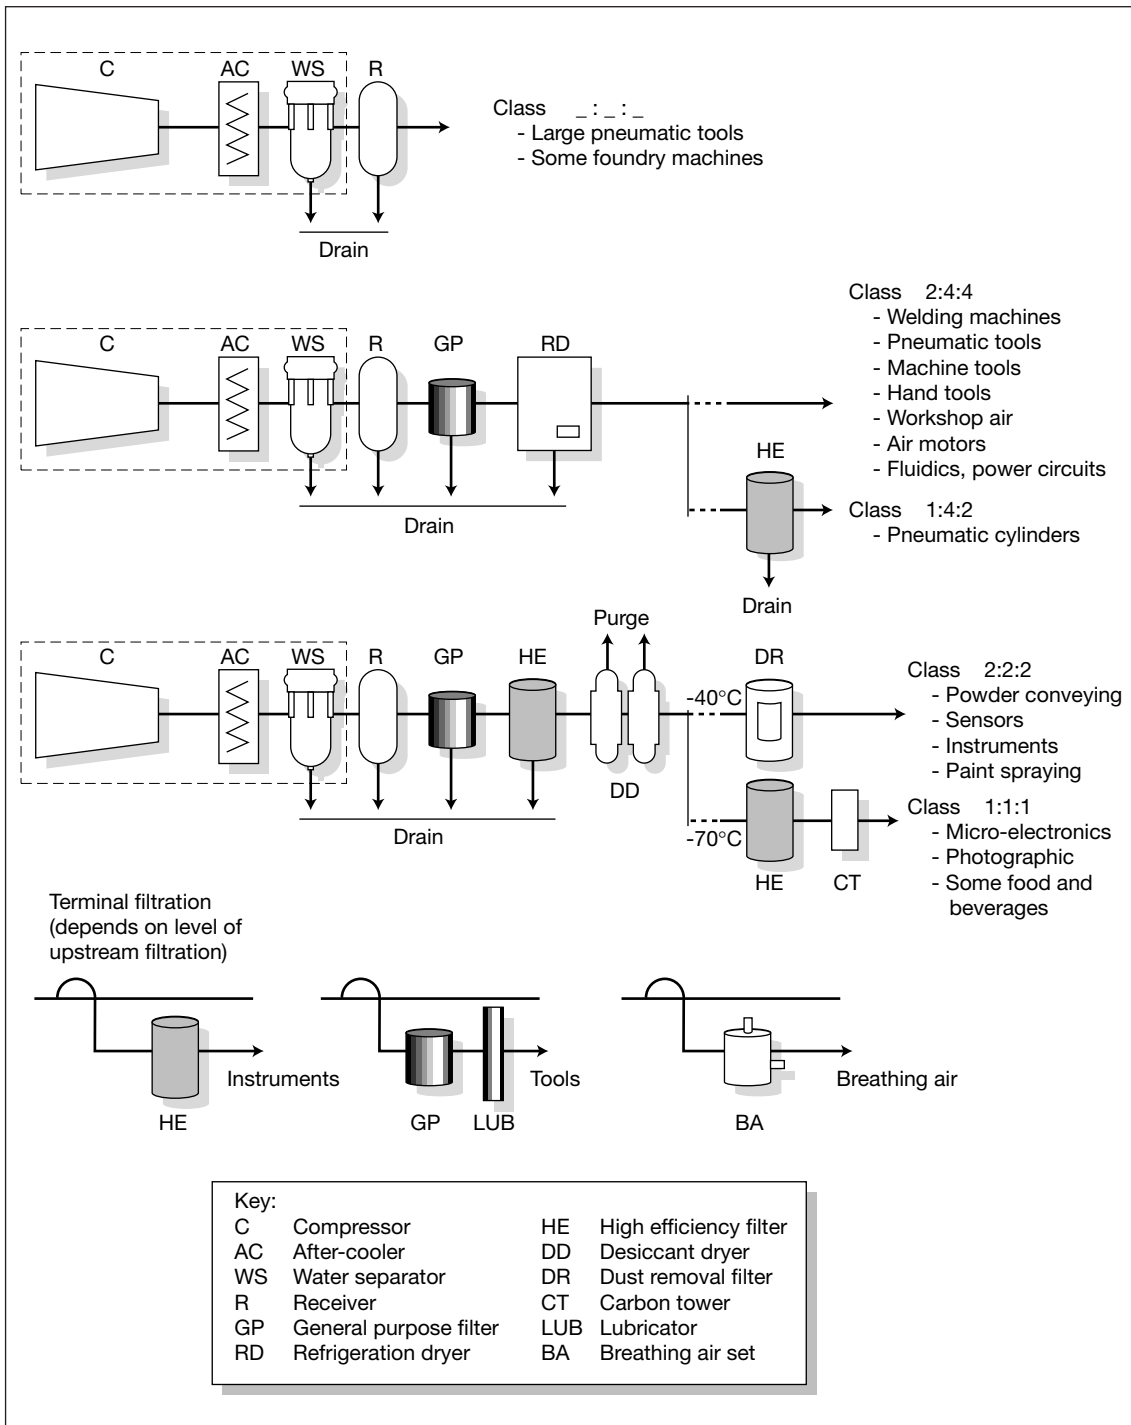 C AC WS R
Class _ : _ : _
- Large pneumatic tools
- Some foundry machines
Drain
C AC WS R GP RD
Class 2:4:4
- Welding machines
- Pneumatic tools
- Machine tools
- Hand tools
- Workshop air
- Air motors
- Fluidics, power circuits
HE
Class 1:4:2
- Pneumatic cylinders
Drain
Drain
Purge
C AC WS R GP HE DR
-40°C
Class 2:2:2
- Powder conveying
- Sensors
- Instruments
- Paint spraying
DD
Drain
-70°C
HE CT
Class 1:1:1
- Micro-electronics
- Photographic
- Some food and
beverages
Terminal filtration
(depends on level of
upstream filtration)
Instruments
HE
Tools
GP LUB
Breathing air
BA
Key:
C Compressor
AC After-cooler
WS Water separator
R Receiver
GP General purpose filter
RD Refrigeration dryer
HE High efficiency filter
DD Desiccant dryer
DR Dust removal filter
CT Carbon tower
LUB Lubricator
BA Breathing air set